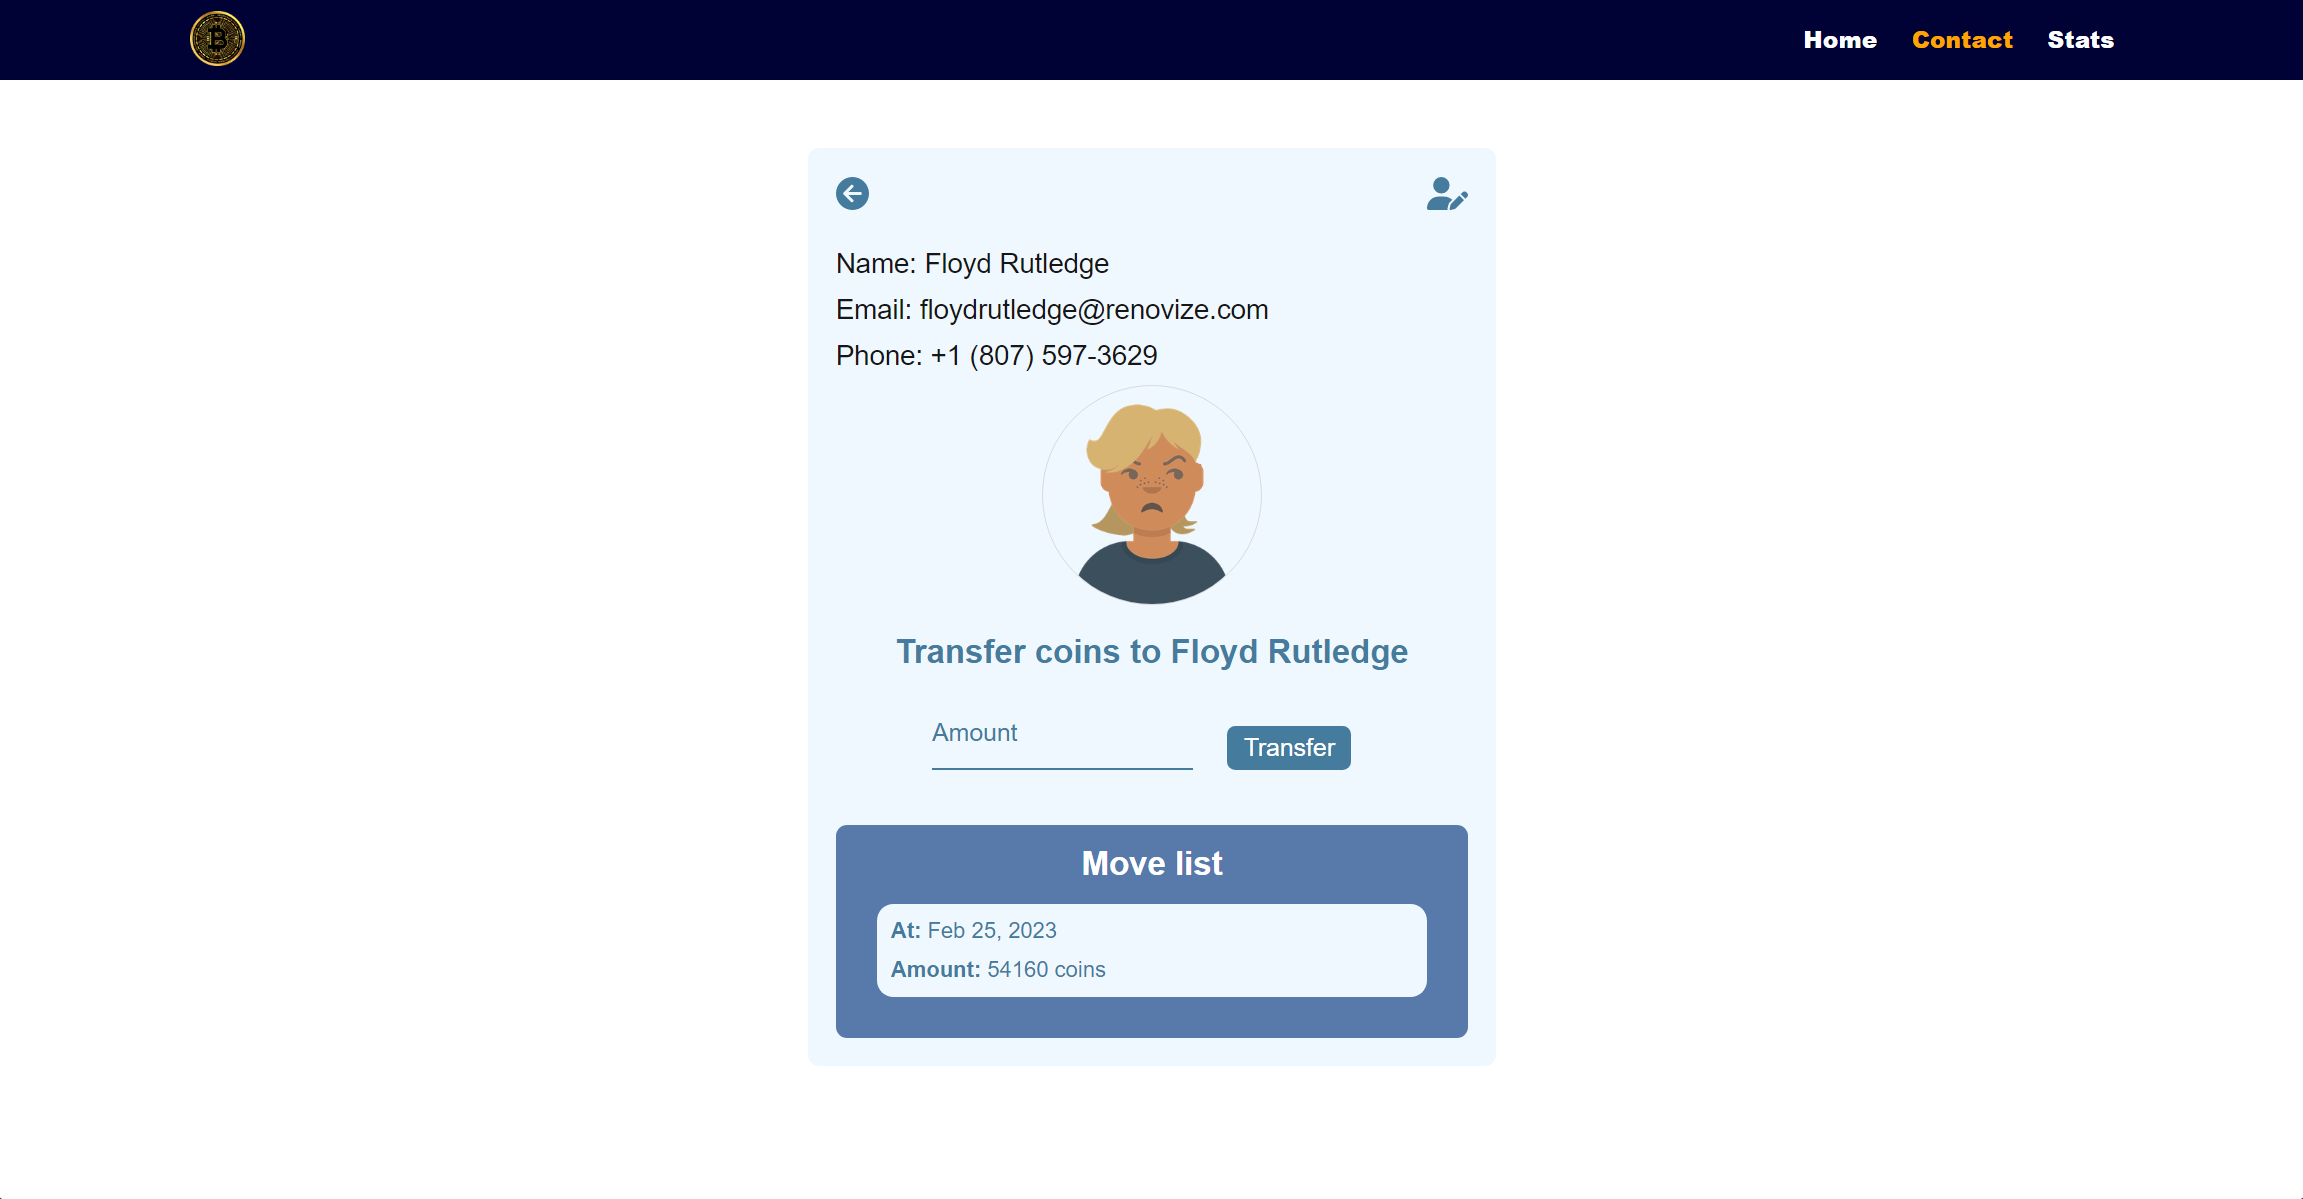 Home Contact Stats
Name: Floyd Rutledge
Email: floydrutledge@renovize.com
Phone: +1 (807) 597-3629
Transfer coins to Floyd Rutledge
Amount
Transfer
Move list
At: Feb 25, 2023
Amount: 54160 coins